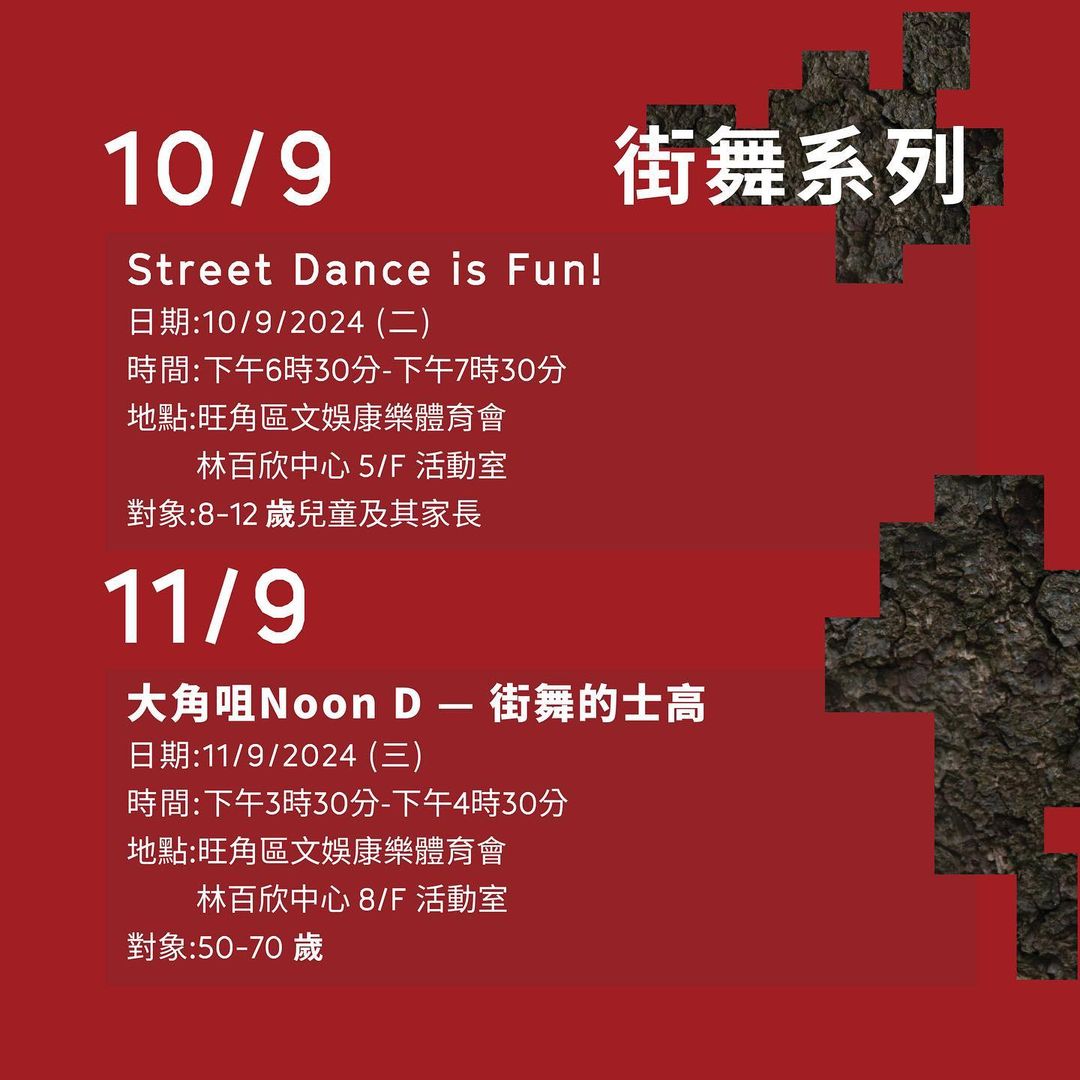 10/9
街舞系列
Street Dance is Fun!
日期:10/9/2024 (二)
時間:下午6時30分-下午7時30分
地點:旺角區文娛康樂體育會
林百欣中心 5/F 活動室
對象:8-12 歲兒童及其家長
11/9
大角咀Noon D — 街舞的士高
日期:11/9/2024 (三)
時間:下午3時30分-下午4時30分
地點:旺角區文娛康樂體育會
林百欣中心 8/F 活動室
對象:50-70 歲